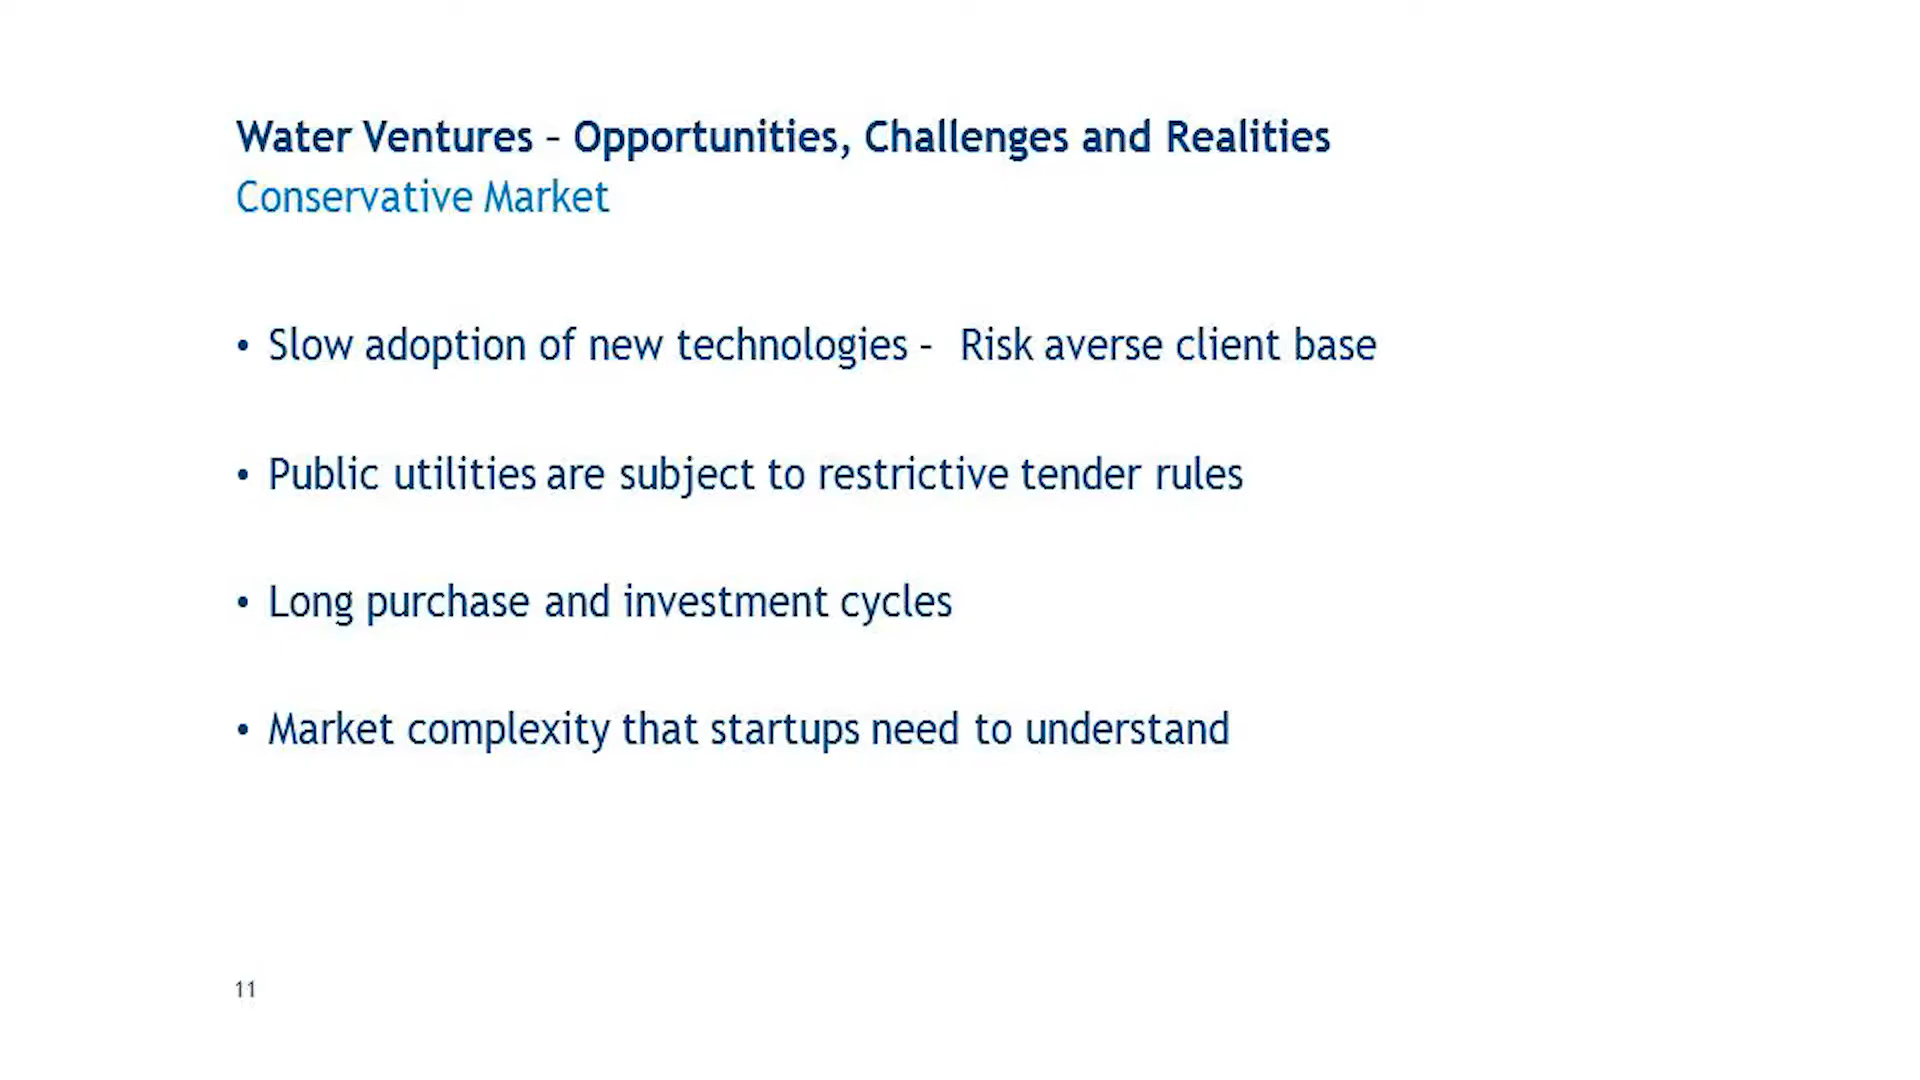 Water Ventures – Opportunities, Challenges and Realities
Conservative Market
• Slow adoption of new technologies – Risk averse client base
• Public utilities are subject to restrictive tender rules
• Long purchase and investment cycles
• Market complexity that startups need to understand
11